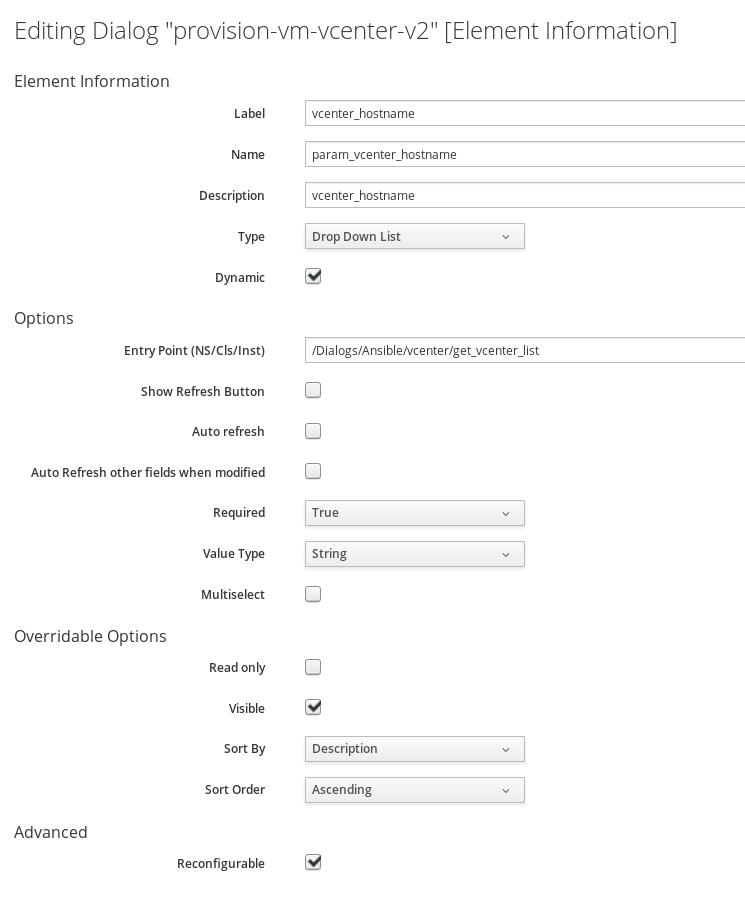 Editing Dialog "provision-vm-vcenter-v2" [Element Information]
Element Information
Label vcenter_hostname
Name param_vcenter_hostname
Description vcenter_hostname
Type Drop Down List
Dynamic
Options
Entry Point (NS/Cls/Inst) /Dialogs/Ansible/vcenter/get_vcenter_list
Show Refresh Button
Auto refresh
Auto Refresh other fields when modified
Required True
Value Type String
Multiselect
Overridable Options
Read only
Visible
Sort By Description
Sort Order Ascending
Advanced
Reconfigurable